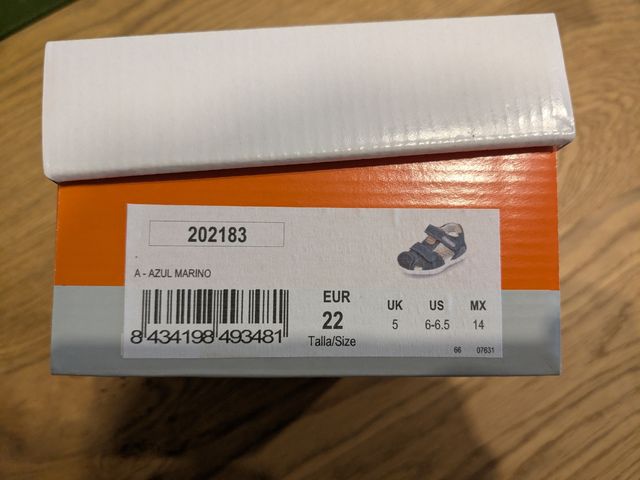 202183
A - AZUL MARINO
8 434198 493481
EUR UK US MX
22 5 6-6.5 14
Talla/Size
66 07631